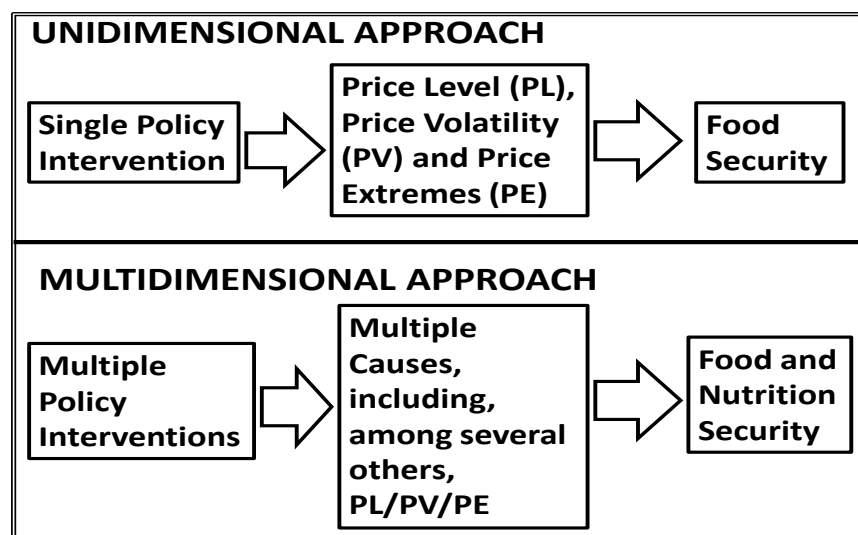 UNIDIMENSIONAL APPROACH
Single Policy
Intervention
Price Level (PL),
Price Volatility
(PV) and Price
Extremes (PE)
Food
Security
MULTIDIMENSIONAL APPROACH
Multiple
Policy
Interventions
Multiple
Causes,
including,
among several
others,
PL/PV/PE
Food and
Nutrition
Security